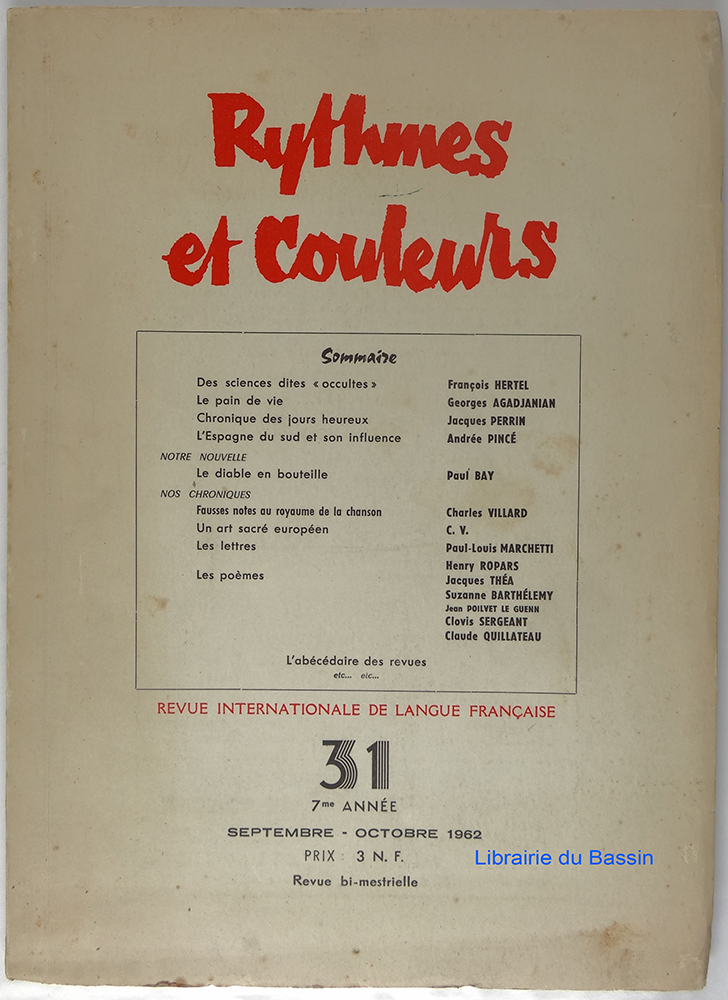 Rythmes
et Couleurs
Sommaire
Des sciences dites « occultes » François HERTEL
Le pain de vie Georges AGADJANIAN
Chronique des jours heureux Jacques PERRIN
L'Espagne du sud et son influence Andrée PINCÉ
NOTRE NOUVELLE
Le diable en bouteille Paul BAY
NOS CHRONIQUES
Fausses notes au royaume de la chanson Charles VILLARD
Un art sacré européen C. V.
Les lettres Paul-Louis MARCHETTI
Henry ROPARS
Les poèmes Jacques THÉA
Suzanne BARTHÉLEMY
Jean POILVET LE GUENN
Clovis SERGEANT
Claude QUILLATEAU
L'abécédaire des revues
etc... etc...
REVUE INTERNATIONALE DE LANGUE FRANÇAISE
31
7me ANNÉE
SEPTEMBRE - OCTOBRE 1962
PRIX : 3 N. F.
Librairie du Bassin
Revue bi-mestrielle